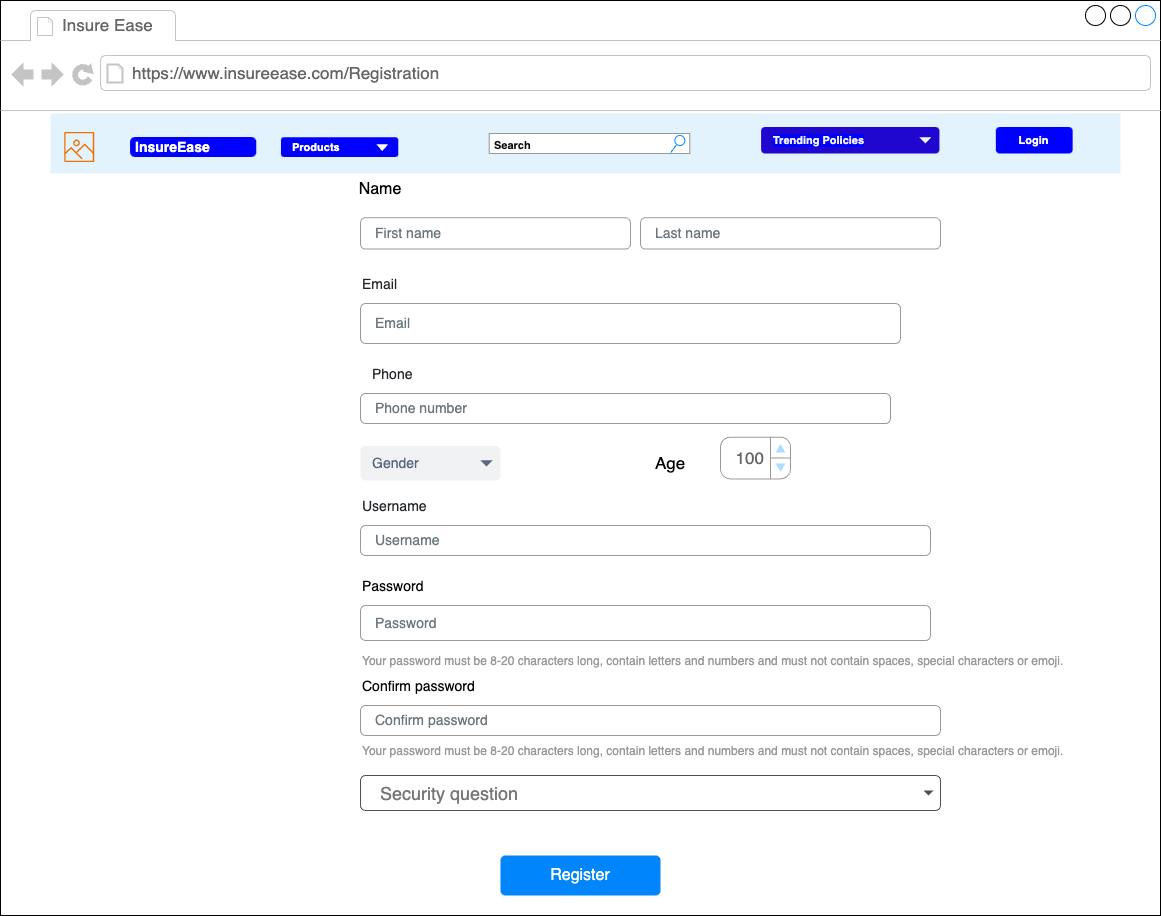 Insure Ease
https://www.insureease.com/Registration
InsureEase Products Search Trending Policies Login
Name
First name Last name
Email
Email
Phone
Phone number
Gender Age 100
Username
Username
Password
Password
Your password must be 8-20 characters long, contain letters and numbers and must not contain spaces, special characters or emoji.
Confirm password
Confirm password
Your password must be 8-20 characters long, contain letters and numbers and must not contain spaces, special characters or emoji.
Security question
Register